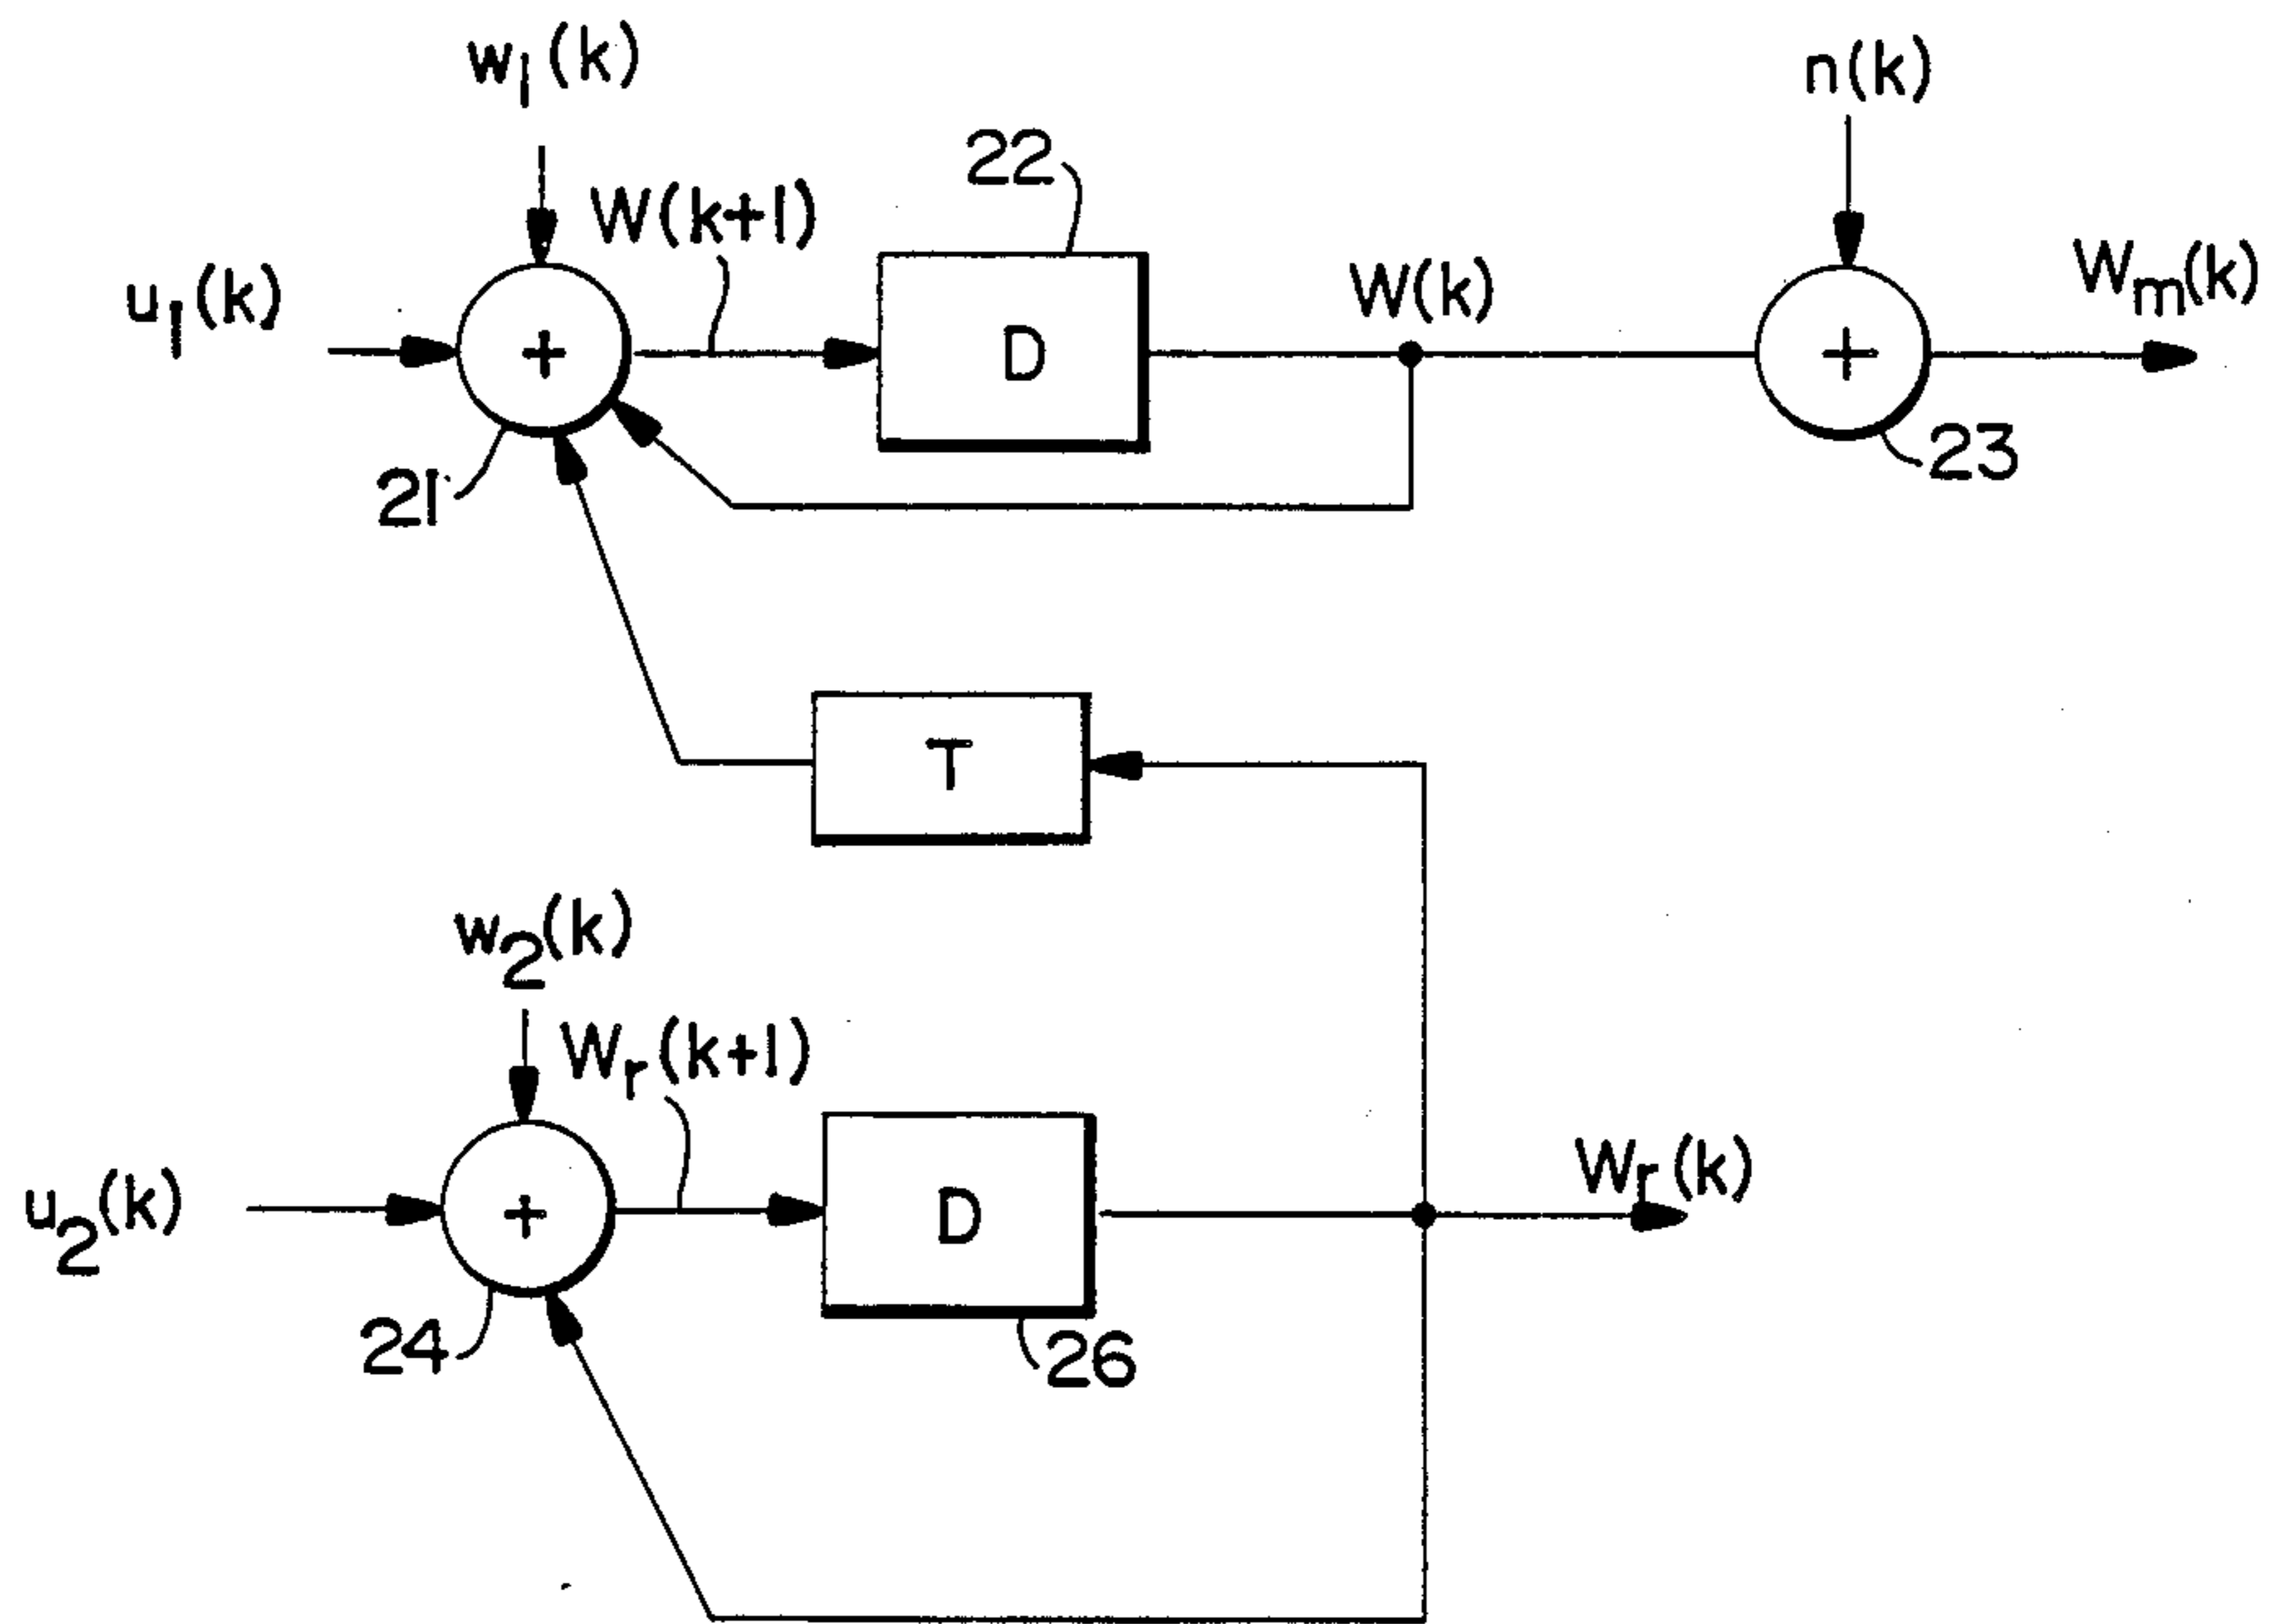 w₁(k)
n(k)
22
W(k+1)
u₁(k)
+
D
W(k)
+
Wₘ(k)
21
23
T
w₂(k)
Wᵣ(k+1)
u₂(k)
+
D
Wᵣ(k)
24
26